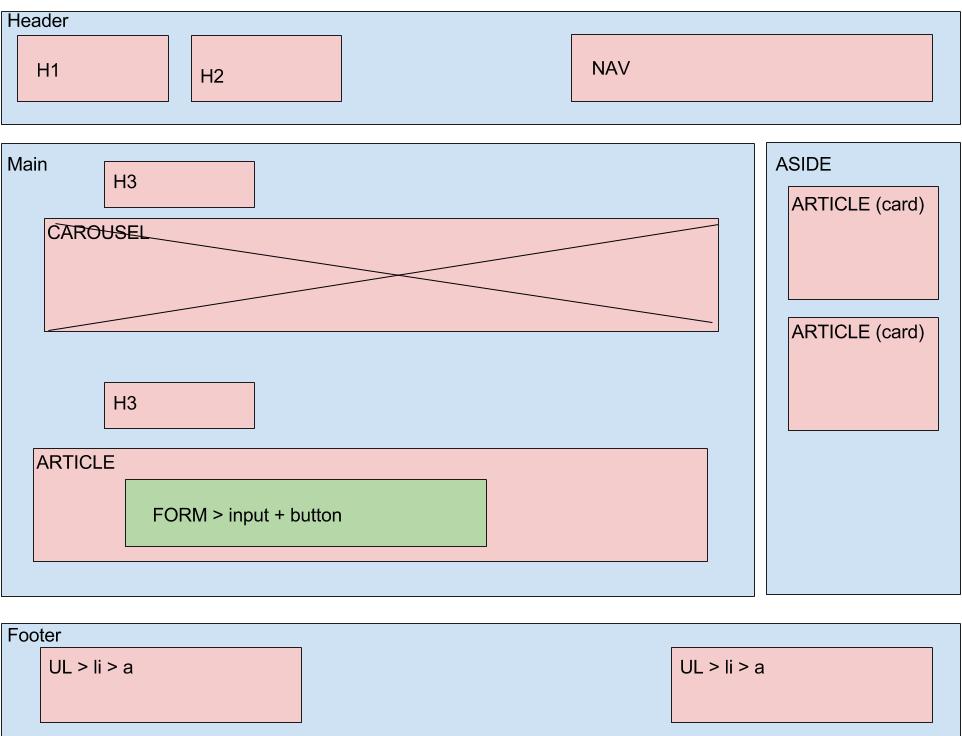 Header
H1
H2
NAV
Main
H3
CAROUSEL
H3
ARTICLE
FORM > input + button
ASIDE
ARTICLE (card)
ARTICLE (card)
Footer
UL > li > a
UL > li > a